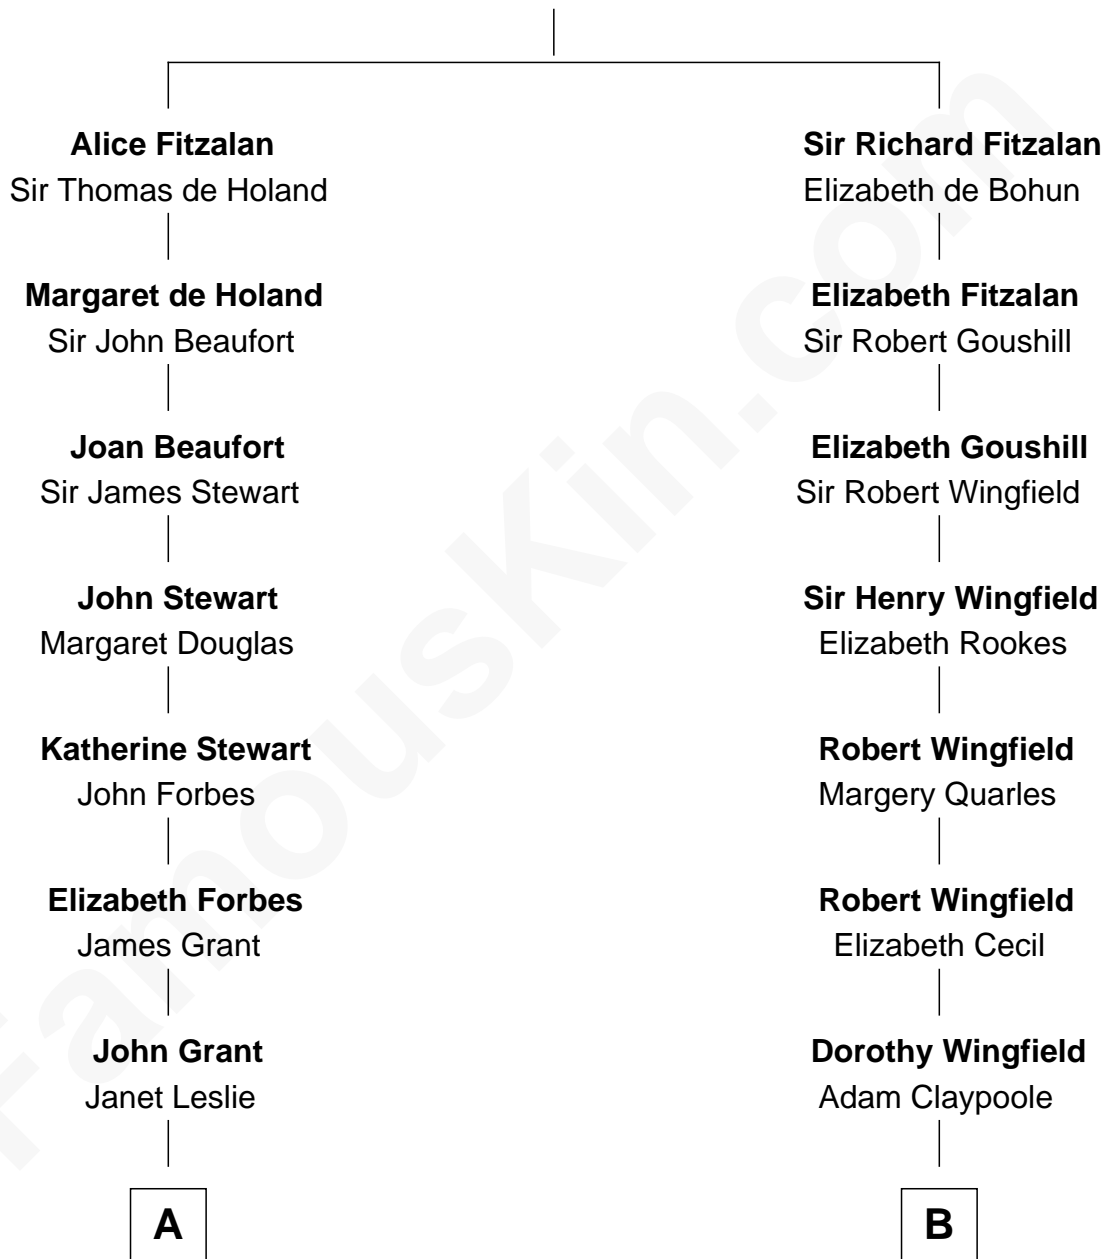 Alice Fitzalan
Sir Thomas de Holand
Margaret de Holand
Sir John Beaufort
Joan Beaufort
Sir James Stewart
John Stewart
Margaret Douglas
Katherine Stewart
John Forbes
Elizabeth Forbes
James Grant
John Grant
Janet Leslie
A
Sir Richard Fitzalan
Elizabeth de Bohun
Elizabeth Fitzalan
Sir Robert Goushill
Elizabeth Goushill
Sir Robert Wingfield
Sir Henry Wingfield
Elizabeth Rookes
Robert Wingfield
Margery Quarles
Robert Wingfield
Elizabeth Cecil
Dorothy Wingfield
Adam Claypoole
B
FamousKin.com